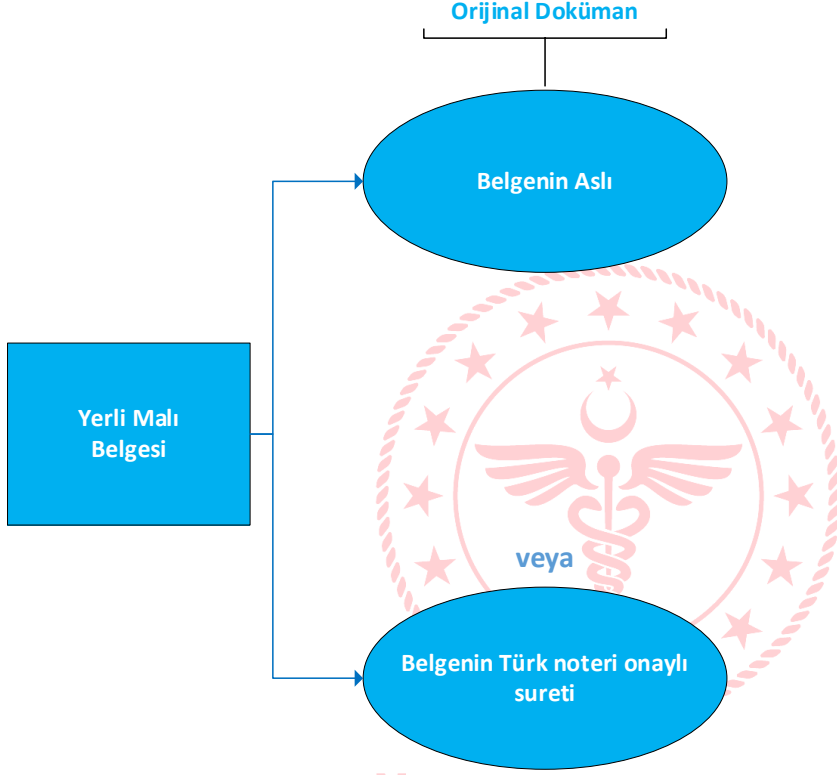 Orijinal Doküman
Belgenin Aslı
Yerli Malı
Belgesi
veya
Belgenin Türk noteri onaylı
sureti